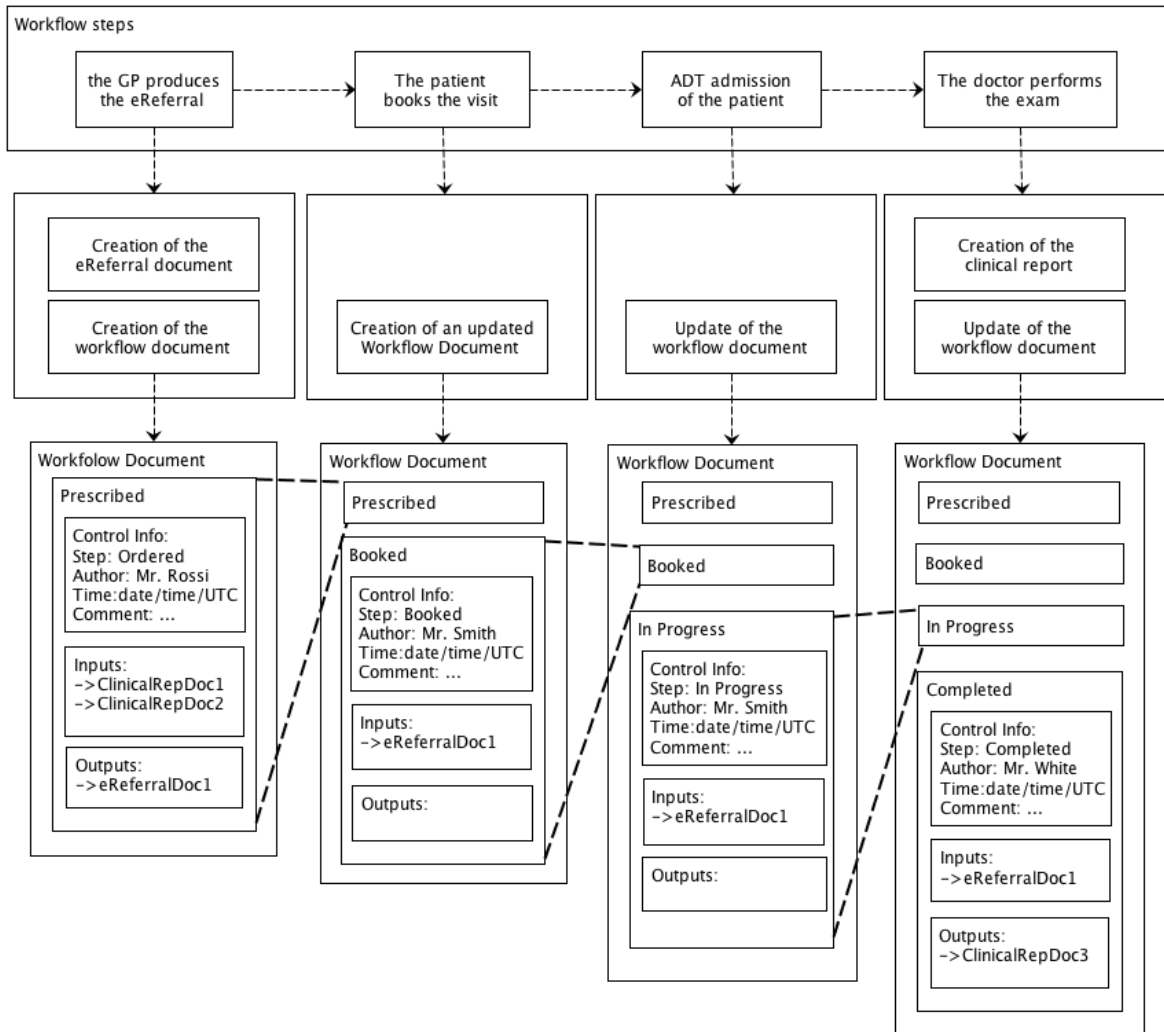 Workflow steps
the GP produces
the eReferral
The patient
books the visit
ADT admission
of the patient
The doctor performs
the exam
Creation of the
eReferral document
Creation of the
workflow document
Creation of an updated
Workflow Document
Update of the
workflow document
Creation of the
clinical report
Update of the
workflow document
Workfolow Document
Prescribed
Control Info:
Step: Ordered
Author: Mr. Rossi
Time:date/time/UTC
Comment: ...
Inputs:
->ClinicalRepDoc1
->ClinicalRepDoc2
Outputs:
->eReferralDoc1
Workflow Document
Prescribed
Booked
Control Info:
Step: Booked
Author: Mr. Smith
Time:date/time/UTC
Comment: ...
Inputs:
->eReferralDoc1
Outputs:
Workflow Document
Prescribed
Booked
In Progress
Control Info:
Step: In Progress
Author: Mr. Smith
Time:date/time/UTC
Comment: ...
Inputs:
->eReferralDoc1
Outputs:
Workflow Document
Prescribed
Booked
In Progress
Completed
Control Info:
Step: Completed
Author: Mr. White
Time:date/time/UTC
Comment: ...
Inputs:
->eReferralDoc1
Outputs:
->ClinicalRepDoc3